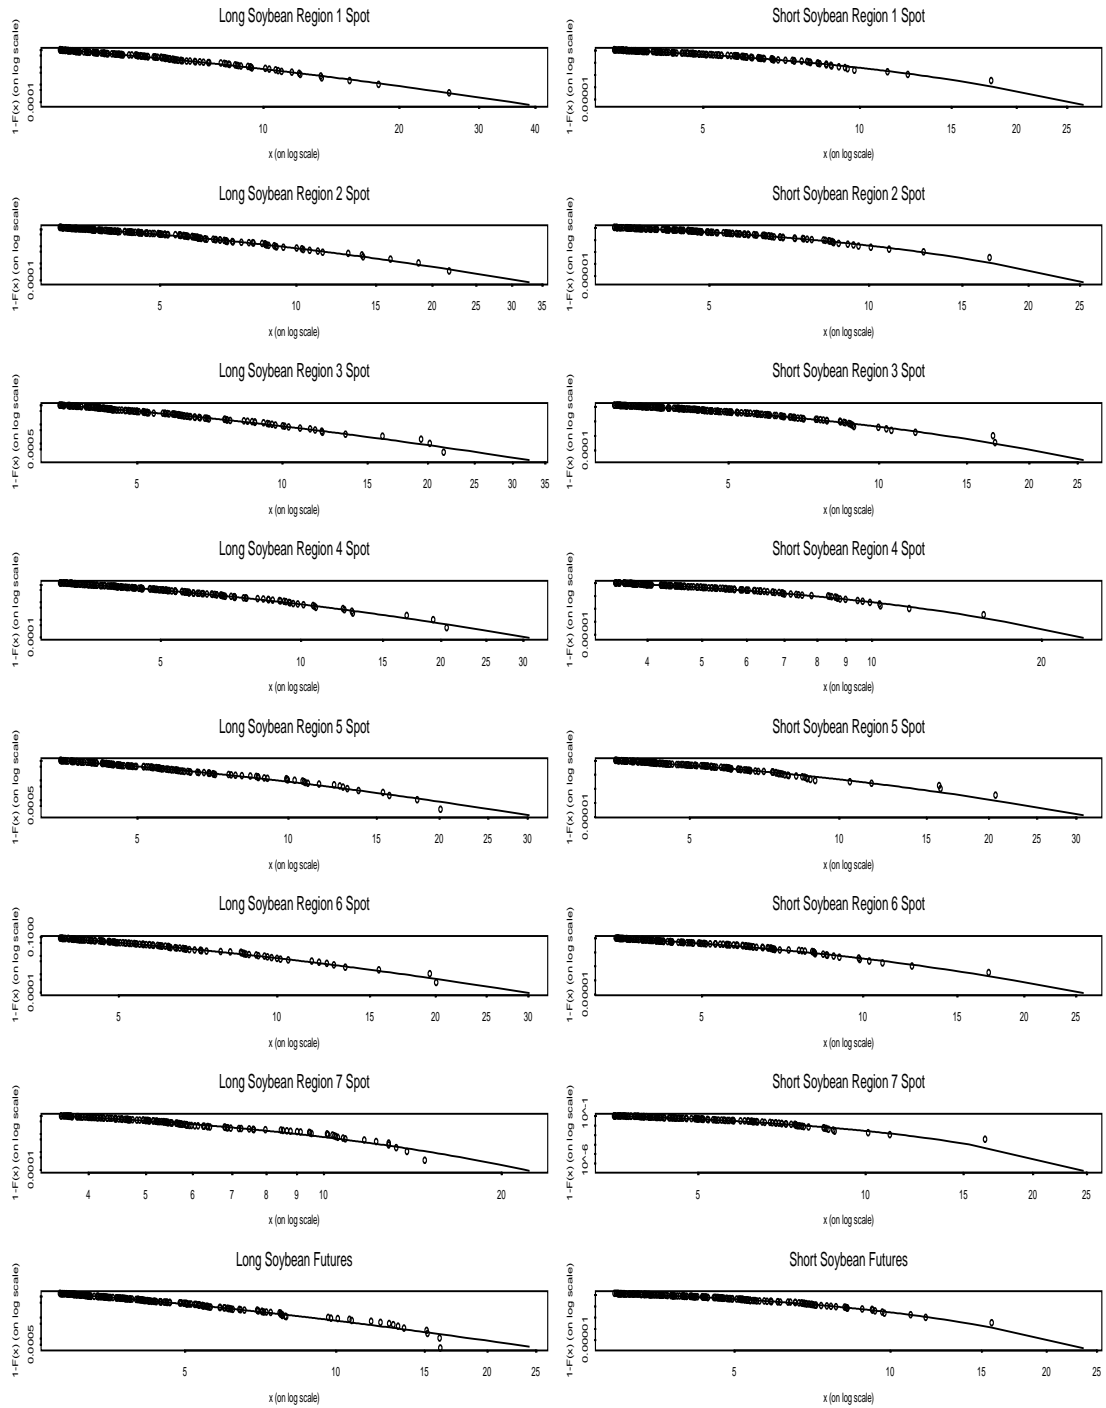 Long Soybean Region 1 Spot
1-F(x) (on log scale)
0.0001
10 20 30 40
x (on log scale)
Short Soybean Region 1 Spot
1-F(x) (on log scale)
0.0001
5 10 15 20 25
x (on log scale)
Long Soybean Region 2 Spot
1-F(x) (on log scale)
0.0001
5 10 15 20 25 30 35
x (on log scale)
Short Soybean Region 2 Spot
1-F(x) (on log scale)
0.00001
5 10 15 20 25
x (on log scale)
Long Soybean Region 3 Spot
1-F(x) (on log scale)
0.0005
5 10 15 20 25 30 35
x (on log scale)
Short Soybean Region 3 Spot
1-F(x) (on log scale)
0.0001
5 10 15 20 25
x (on log scale)
Long Soybean Region 4 Spot
1-F(x) (on log scale)
0.0001
5 10 15 20 25 30
x (on log scale)
Short Soybean Region 4 Spot
1-F(x) (on log scale)
0.00001
4 5 6 7 8 9 10 20
x (on log scale)
Long Soybean Region 5 Spot
1-F(x) (on log scale)
0.0005
5 10 15 20 25 30
x (on log scale)
Short Soybean Region 5 Spot
1-F(x) (on log scale)
0.00001
5 10 15 20 25 30
x (on log scale)
Long Soybean Region 6 Spot
1-F(x) (on log scale)
0.0001 0.1000
5 10 15 20 25 30
x (on log scale)
Short Soybean Region 6 Spot
1-F(x) (on log scale)
0.00001
5 10 15 20 25
x (on log scale)
Long Soybean Region 7 Spot
1-F(x) (on log scale)
0.0001
4 5 6 7 8 9 10 20
x (on log scale)
Short Soybean Region 7 Spot
1-F(x) (on log scale)
10^-6 10^-1
5 10 15 20 25
x (on log scale)
Long Soybean Futures
1-F(x) (on log scale)
0.0005
5 10 15 20 25
x (on log scale)
Short Soybean Futures
1-F(x) (on log scale)
0.00001
5 10 15 20 25
x (on log scale)